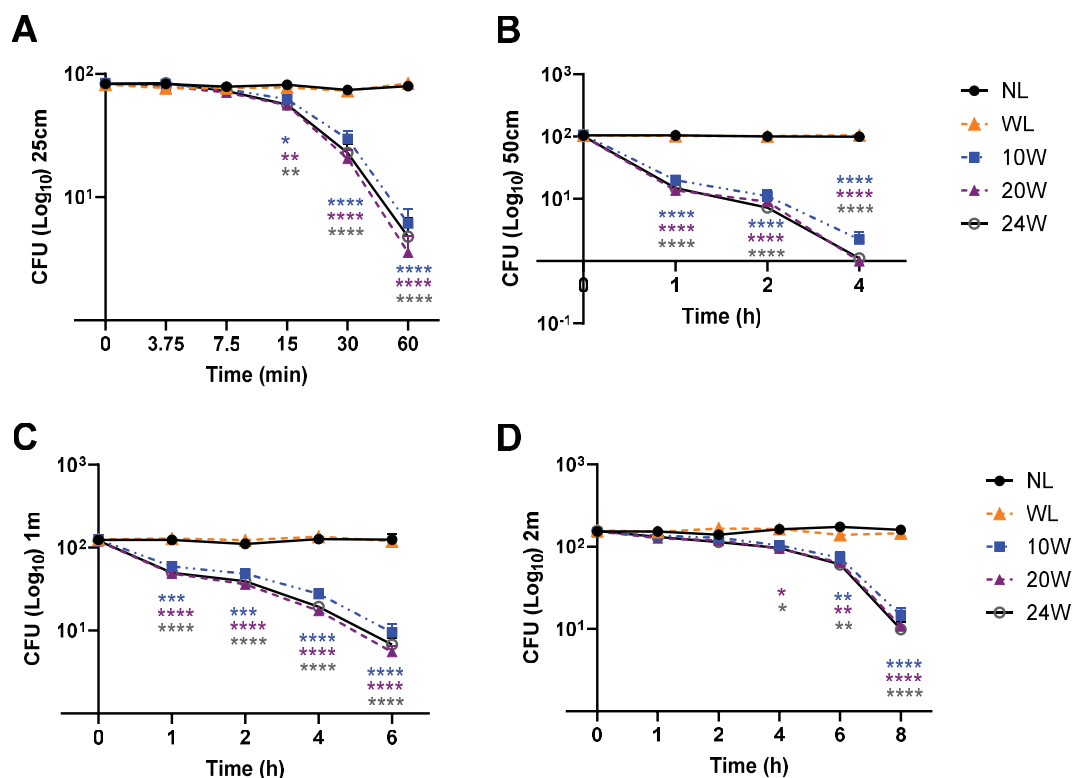 A
CFU (Log10) 25cm
10²
10¹
*
**
**
****
****
****
****
****
****
0 3.75 7.5 15 30 60
Time (min)
B
CFU (Log10) 50cm
10³
10²
10¹
10⁻¹
****
****
****
****
****
****
****
****
****
0 1 2 4
Time (h)
NL
WL
10W
20W
24W
C
CFU (Log10) 1m
10³
10²
10¹
***
****
****
***
****
****
****
****
****
****
****
****
0 1 2 4 6
Time (h)
D
CFU (Log10) 2m
10³
10²
10¹
*
*
**
**
**
****
****
****
0 1 2 4 6 8
Time (h)
NL
WL
10W
20W
24W